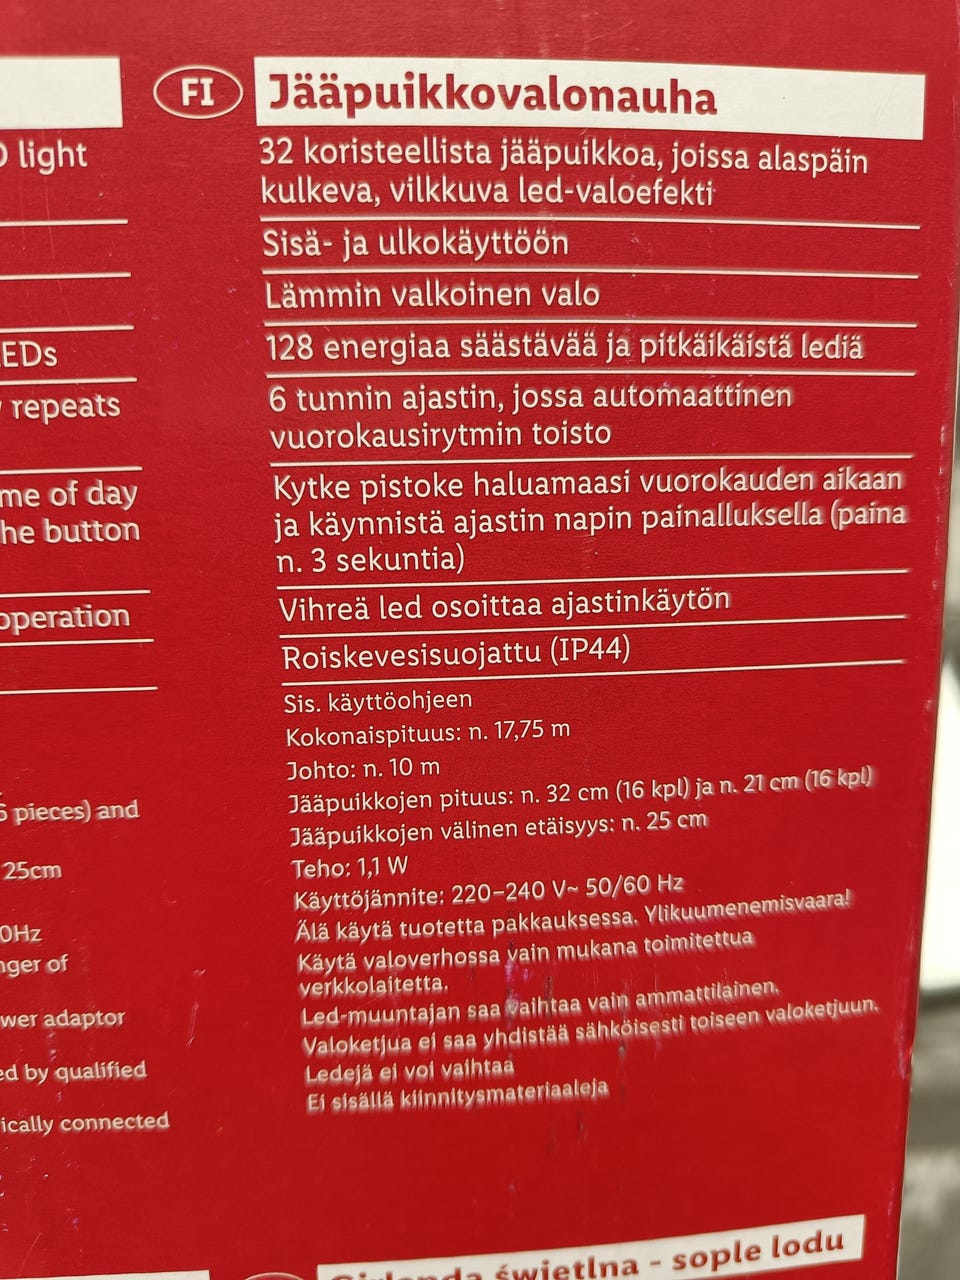 light
EDs
repeats
me of day
he button
operation
pieces) and
25cm
0Hz
nger of
wer adaptor
ed by qualified
ically connected
FI
Jääpuikkovalonauha
32 koristeellista jääpuikkoa, joissa alaspäin
kulkeva, vilkkuva led-valoefekti
Sisä- ja ulkokäyttöön
Lämmin valkoinen valo
128 energiaa säästävää ja pitkäikäistä lediä
6 tunnin ajastin, jossa automaattinen
vuorokausirytmin toisto
Kytke pistoke haluamaasi vuorokauden aikaan
ja käynnistä ajastin napin painalluksella (paina
n. 3 sekuntia)
Vihreä led osoittaa ajastinkäytön
Roiskevesisuojattu (IP44)
Sis. käyttöohjeen
Kokonaispituus: n. 17,75 m
Johto: n. 10 m
Jääpuikkojen pituus: n. 32 cm (16 kpl) ja n. 21 cm (16 kpl)
Jääpuikkojen välinen etäisyys: n. 25 cm
Teho: 1,1 W
Käyttöjännite: 220–240 V~ 50/60 Hz
Älä käytä tuotetta pakkauksessa. Ylikuumenemisvaara!
Käytä valoverhossa vain mukana toimitettua
verkkolaitetta.
Led-muuntajan saa vaihtaa vain ammattilainen.
Valoketjua ei saa yhdistää sähköisesti toiseen valoketjuun.
Ledejä ei voi vaihtaa
Ei sisällä kiinnitysmateriaaleja
Girlanda świetlna - sople lodu